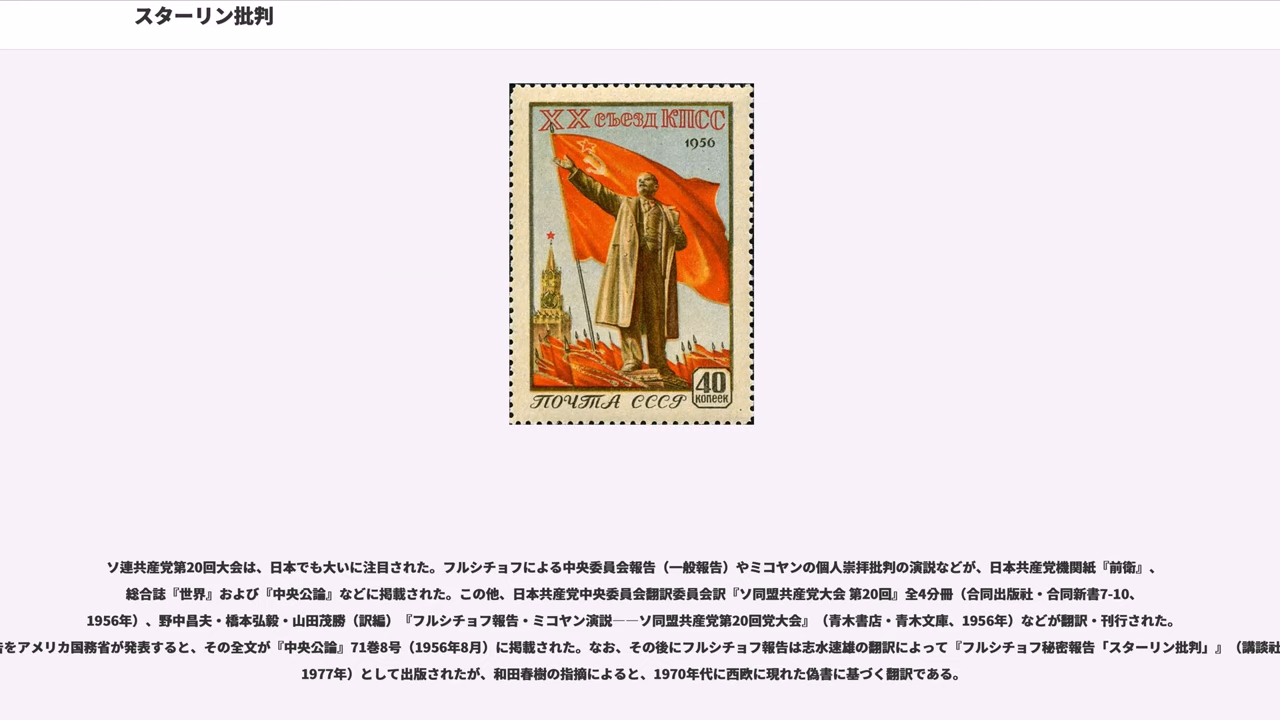 スターリン批判
XX съезд КПСС
1956
40
копеек
ПОЧТА СССР
ソ連共産党第20回大会は、日本でも大いに注目された。フルシチョフによる中央委員会報告（一般報告）やミコヤンの個人崇拝批判の演説などが、日本共産党機関紙『前衛』、
総合誌『世界』および『中央公論』などに掲載された。この他、日本共産党中央委員会翻訳委員会訳『ソ同盟共産党大会 第20回』全4分冊（合同出版社・合同新書7-10、
1956年）、野中昌夫・橋本弘毅・山田茂勝（訳編）『フルシチョフ報告・ミコヤン演説――ソ同盟共産党第20回党大会』（青木書店・青木文庫、1956年）などが翻訳・刊行された。
告をアメリカ国務省が発表すると、その全文が『中央公論』71巻8号（1956年8月）に掲載された。なお、その後にフルシチョフ報告は志水速雄の翻訳によって『フルシチョフ秘密報告「スターリン批判」』（講談社
1977年）として出版されたが、和田春樹の指摘によると、1970年代に西欧に現れた偽書に基づく翻訳である。